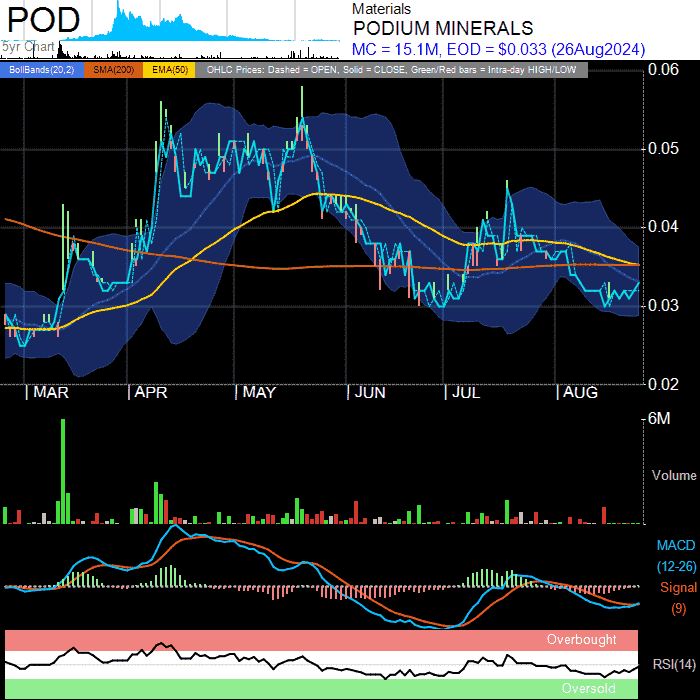 POD
5yr Chart
Materials
PODIUM MINERALS
MC = 15.1M, EOD = $0.033 (26Aug2024)
BollBands(20,2) SMA(200) EMA(50) OHLC Prices: Dashed = OPEN, Solid = CLOSE, Green/Red bars = Intra-day HIGH/LOW
0.06
0.05
0.04
0.03
0.02
MAR APR MAY JUN JUL AUG
6M
Volume
MACD
(12-26)
Signal
(9)
Overbought
RSI(14)
Oversold